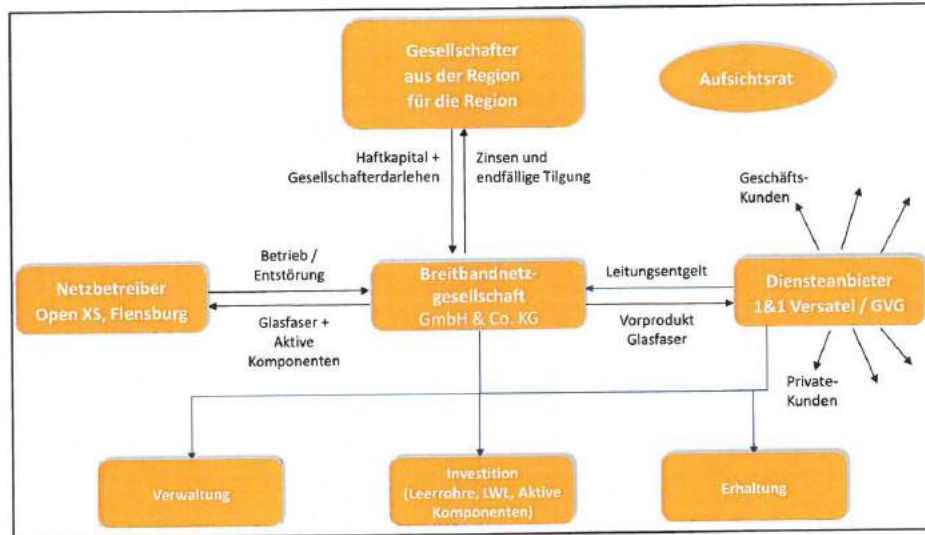 Gesellschafter
aus der Region
für die Region
Aufsichtsrat
Haftkapital +
Gesellschafterdarlehen
Zinsen und
endfällige Tilgung
Geschäfts-
Kunden
Betrieb /
Entstörung
Netzbetreiber
Open XS, Flensburg
Breitbandnetz-
gesellschaft
GmbH & Co. KG
Leitungsentgelt
Diensteanbieter
1&1 Versatel / GVG
Glasfaser +
Aktive
Komponenten
Vorprodukt
Glasfaser
Private-
Kunden
Verwaltung
Investition
(Leerrohre, LWL, Aktive
Komponenten)
Erhaltung